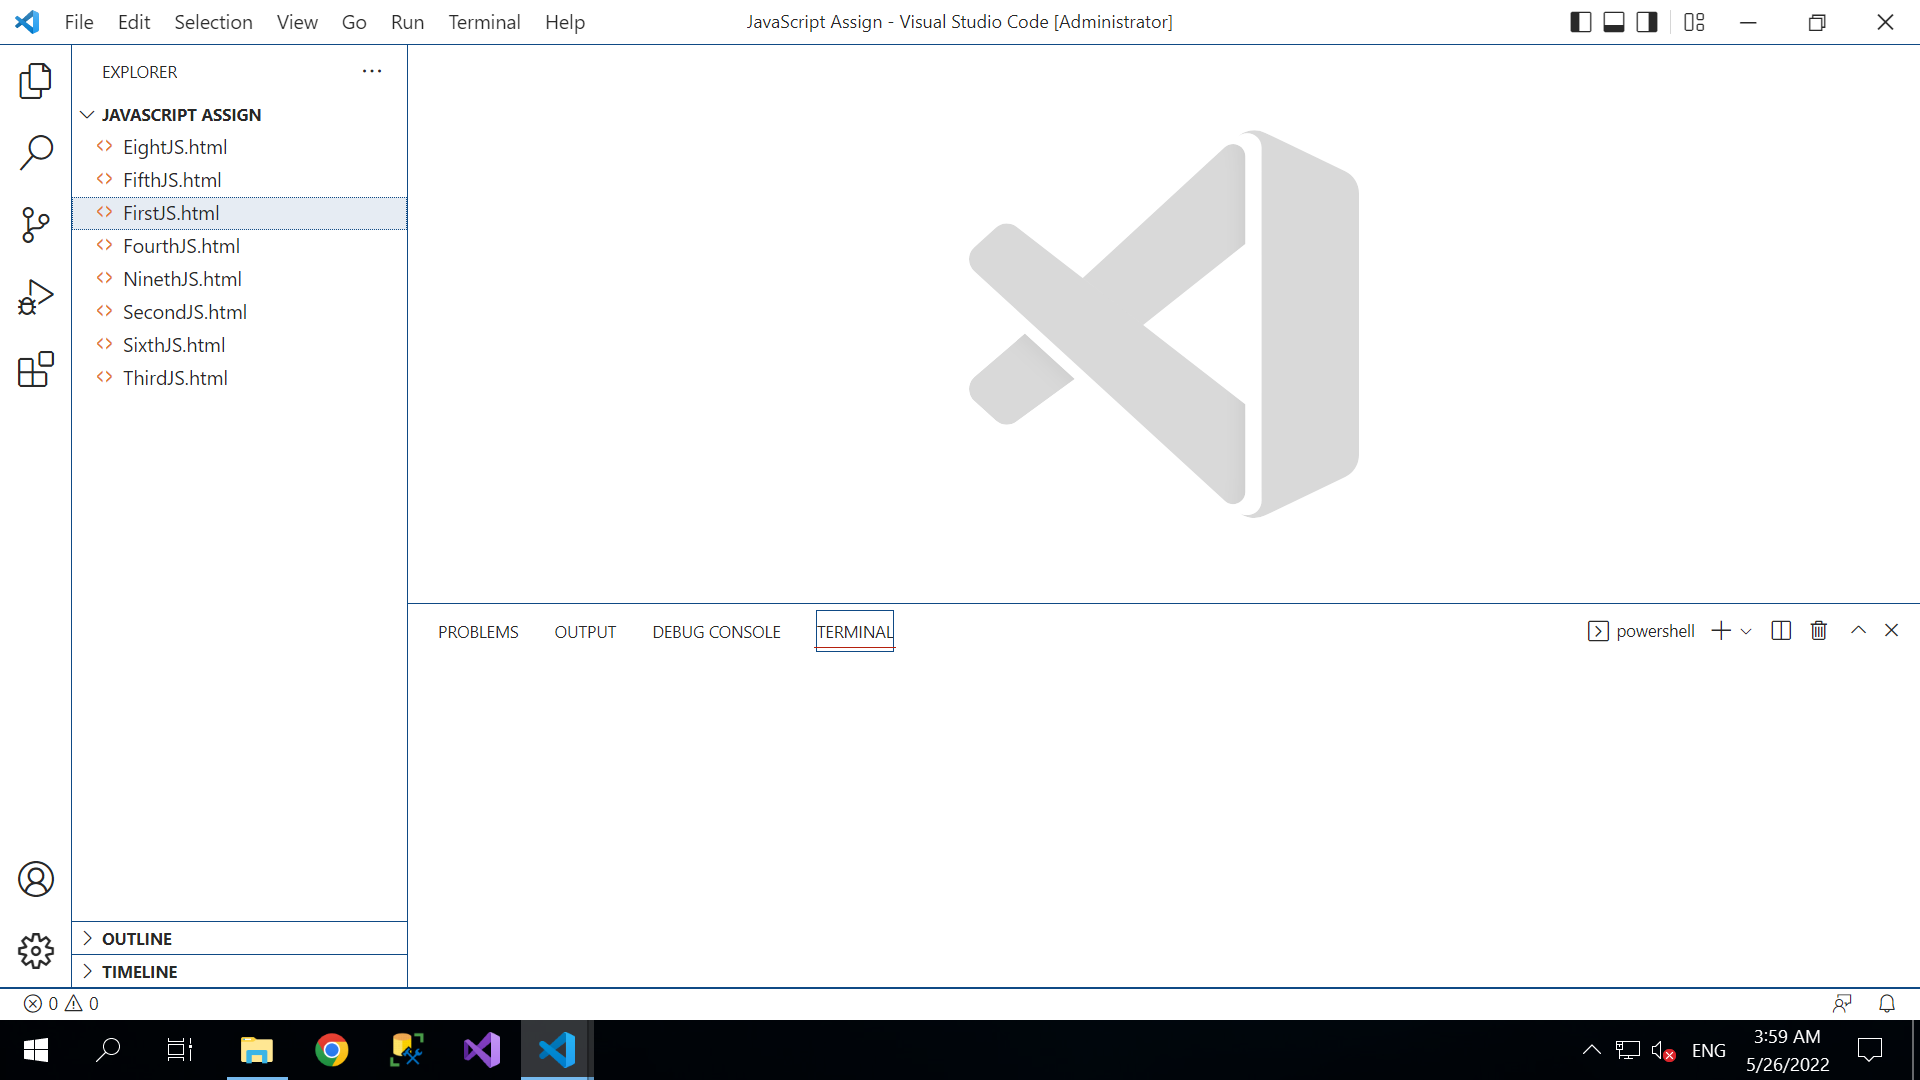 File Edit Selection View Go Run Terminal Help
JavaScript Assign - Visual Studio Code [Administrator]
EXPLORER
JAVASCRIPT ASSIGN
EightJS.html
FifthJS.html
FirstJS.html
FourthJS.html
NinethJS.html
SecondJS.html
SixthJS.html
ThirdJS.html
OUTLINE
TIMELINE
PROBLEMS OUTPUT DEBUG CONSOLE TERMINAL
powershell
0 0
ENG
3:59 AM
5/26/2022